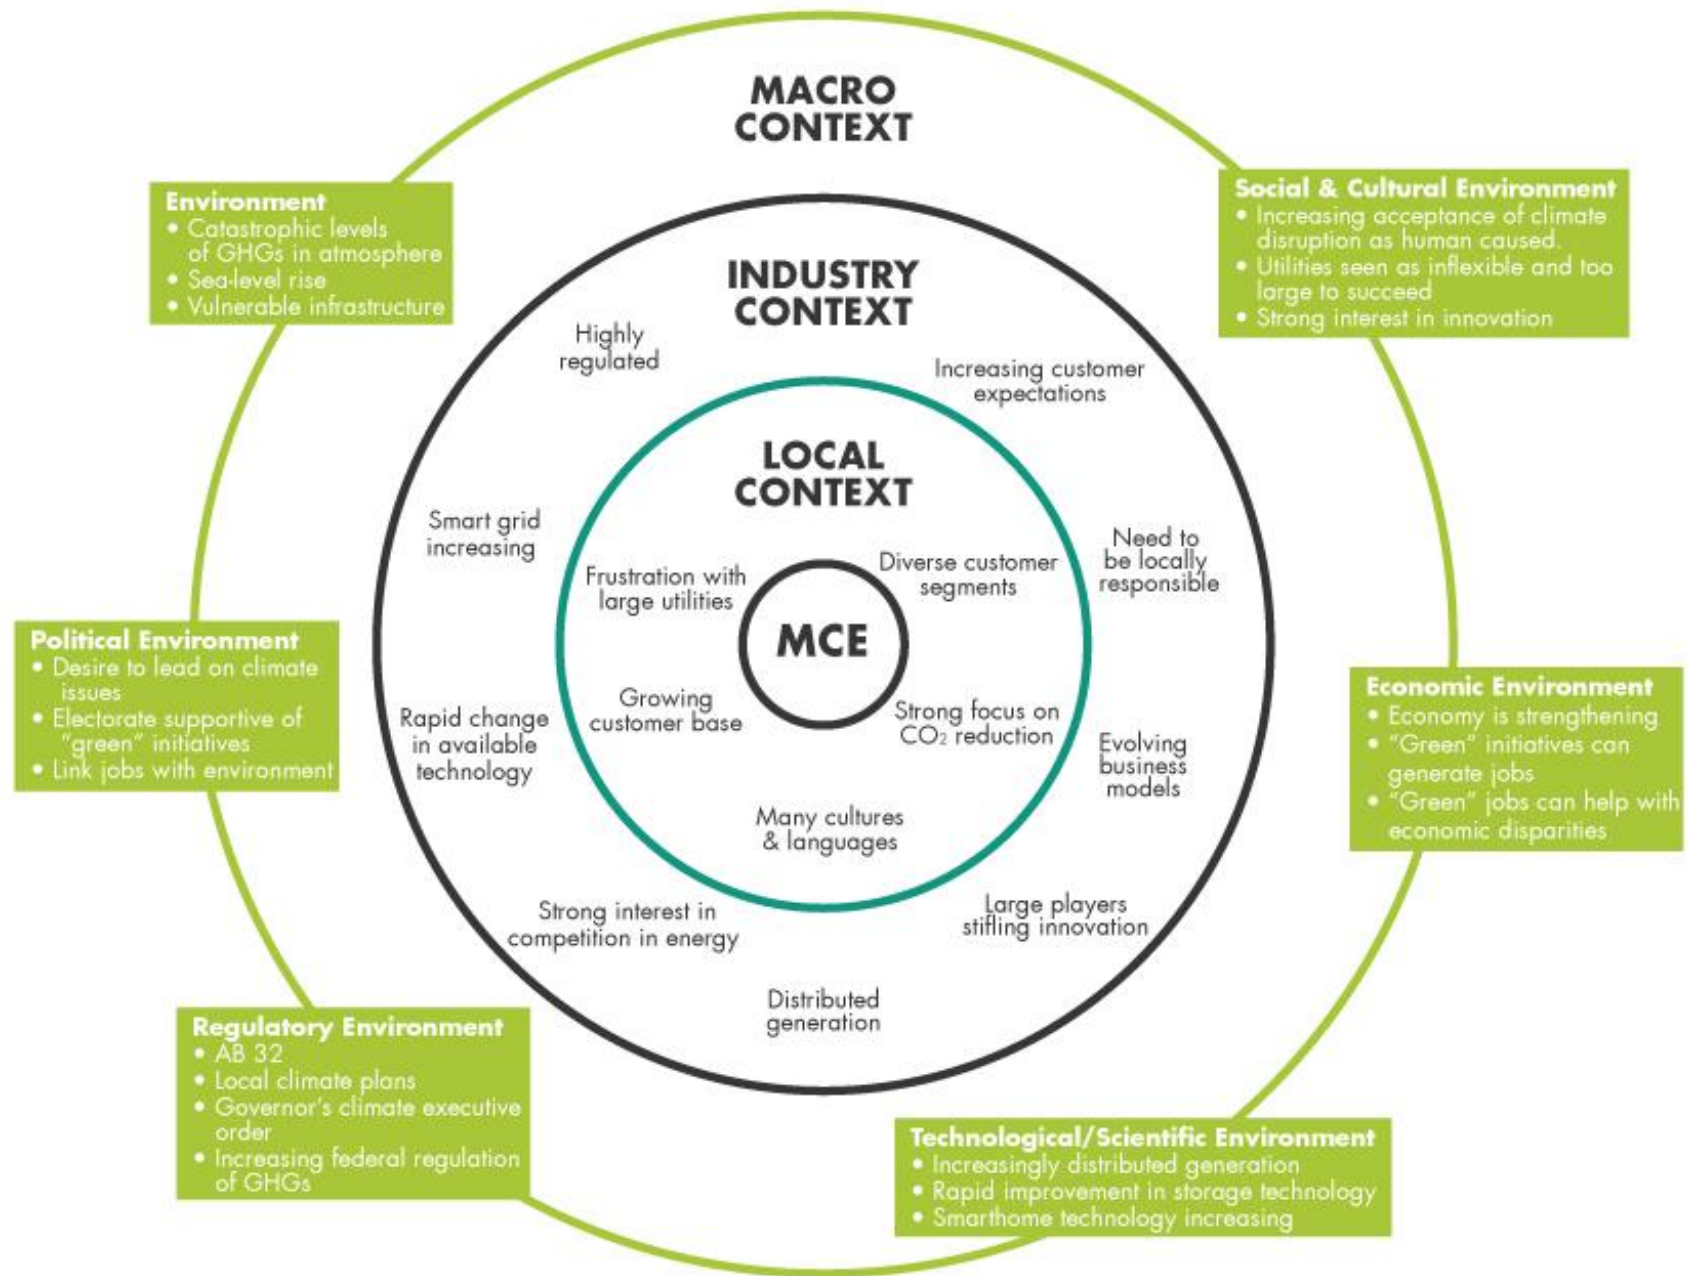 MACRO
CONTEXT
Environment
• Catastrophic levels
of GHGs in atmosphere
• Sea-level rise
• Vulnerable infrastructure
Social & Cultural Environment
• Increasing acceptance of climate
disruption as human caused.
• Utilities seen as inflexible and too
large to succeed
• Strong interest in innovation
INDUSTRY
CONTEXT
Highly
regulated
Increasing customer
expectations
LOCAL
CONTEXT
Smart grid
increasing
Need to
be locally
responsible
Frustration with
large utilities
Diverse customer
segments
MCE
Political Environment
• Desire to lead on climate
issues
• Electorate supportive of
"green" initiatives
• Link jobs with environment
Economic Environment
• Economy is strengthening
• "Green" initiatives can
generate jobs
• "Green" jobs can help with
economic disparities
Growing
customer base
Strong focus on
CO₂ reduction
Rapid change
in available
technology
Evolving
business
models
Many cultures
& languages
Strong interest in
competition in energy
Large players
stifling innovation
Distributed
generation
Regulatory Environment
• AB 32
• Local climate plans
• Governor's climate executive
order
• Increasing federal regulation
of GHGs
Technological/Scientific Environment
• Increasingly distributed generation
• Rapid improvement in storage technology
• Smarthome technology increasing